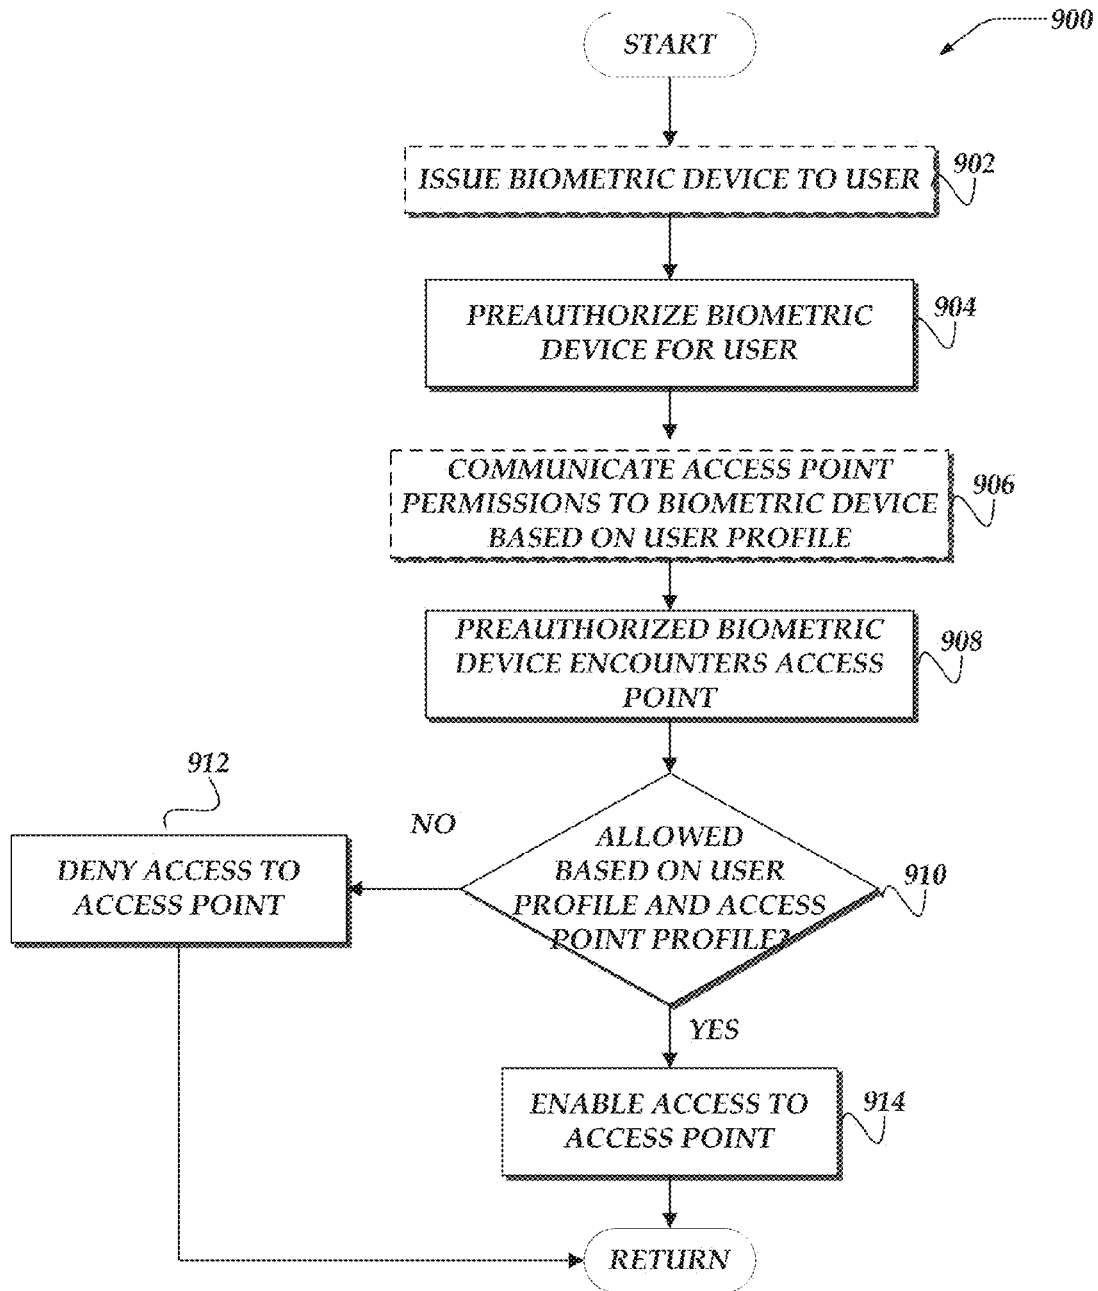 900
START
ISSUE BIOMETRIC DEVICE TO USER
902
PREAUTHORIZE BIOMETRIC
DEVICE FOR USER
904
COMMUNICATE ACCESS POINT
PERMISSIONS TO BIOMETRIC DEVICE
BASED ON USER PROFILE
906
PREAUTHORIZED BIOMETRIC
DEVICE ENCOUNTERS ACCESS
POINT
908
912
NO
DENY ACCESS TO
ACCESS POINT
ALLOWED
BASED ON USER
PROFILE AND ACCESS
POINT PROFILE?
910
YES
ENABLE ACCESS TO
ACCESS POINT
914
RETURN